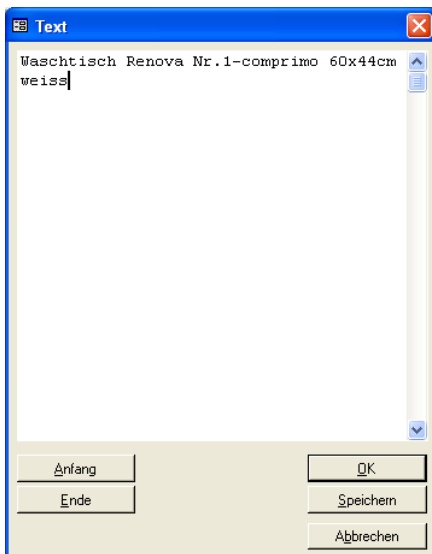 Text
Waschtisch Renova Nr.1-comprimo 60x44cm
weiss
Anfang
OK
Ende
Speichern
Abbrechen